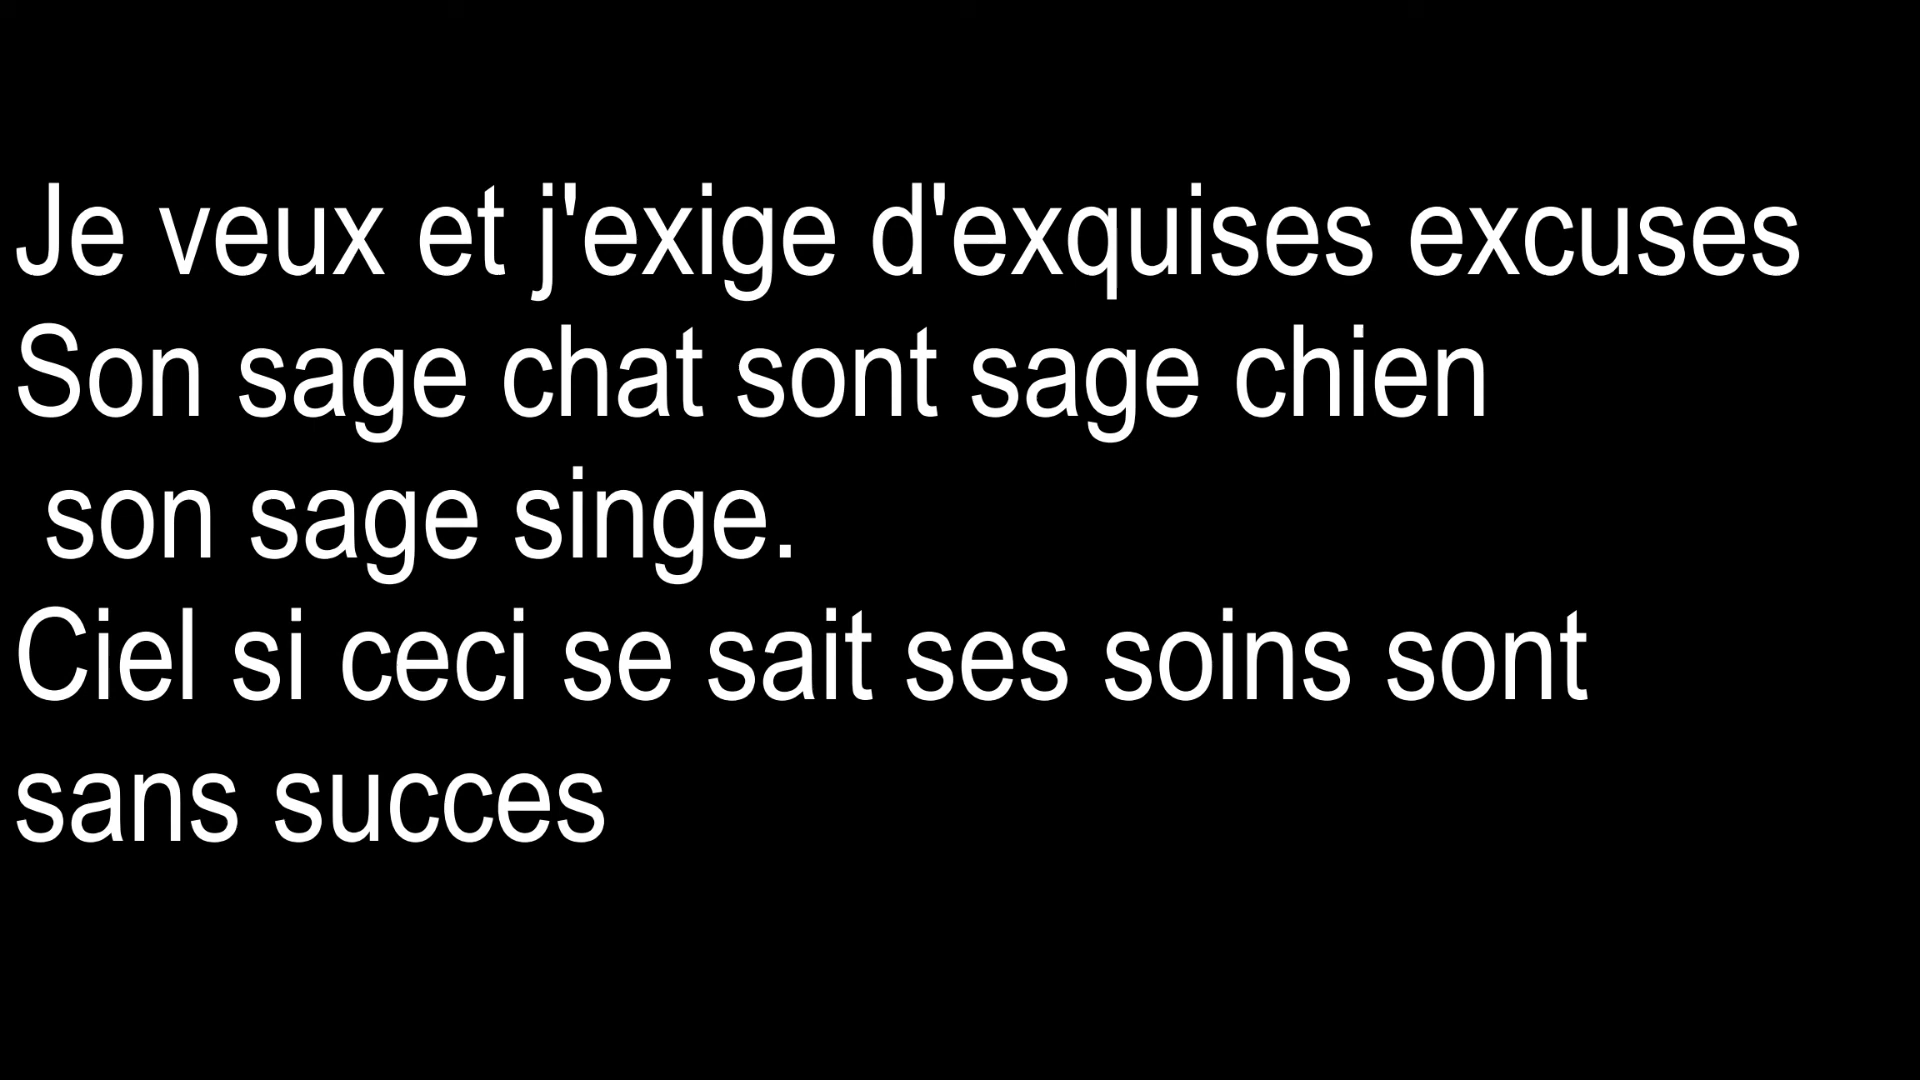 Je veux et j'exige d'exquises excuses
Son sage chat sont sage chien
son sage singe.
Ciel si ceci se sait ses soins sont
sans succes